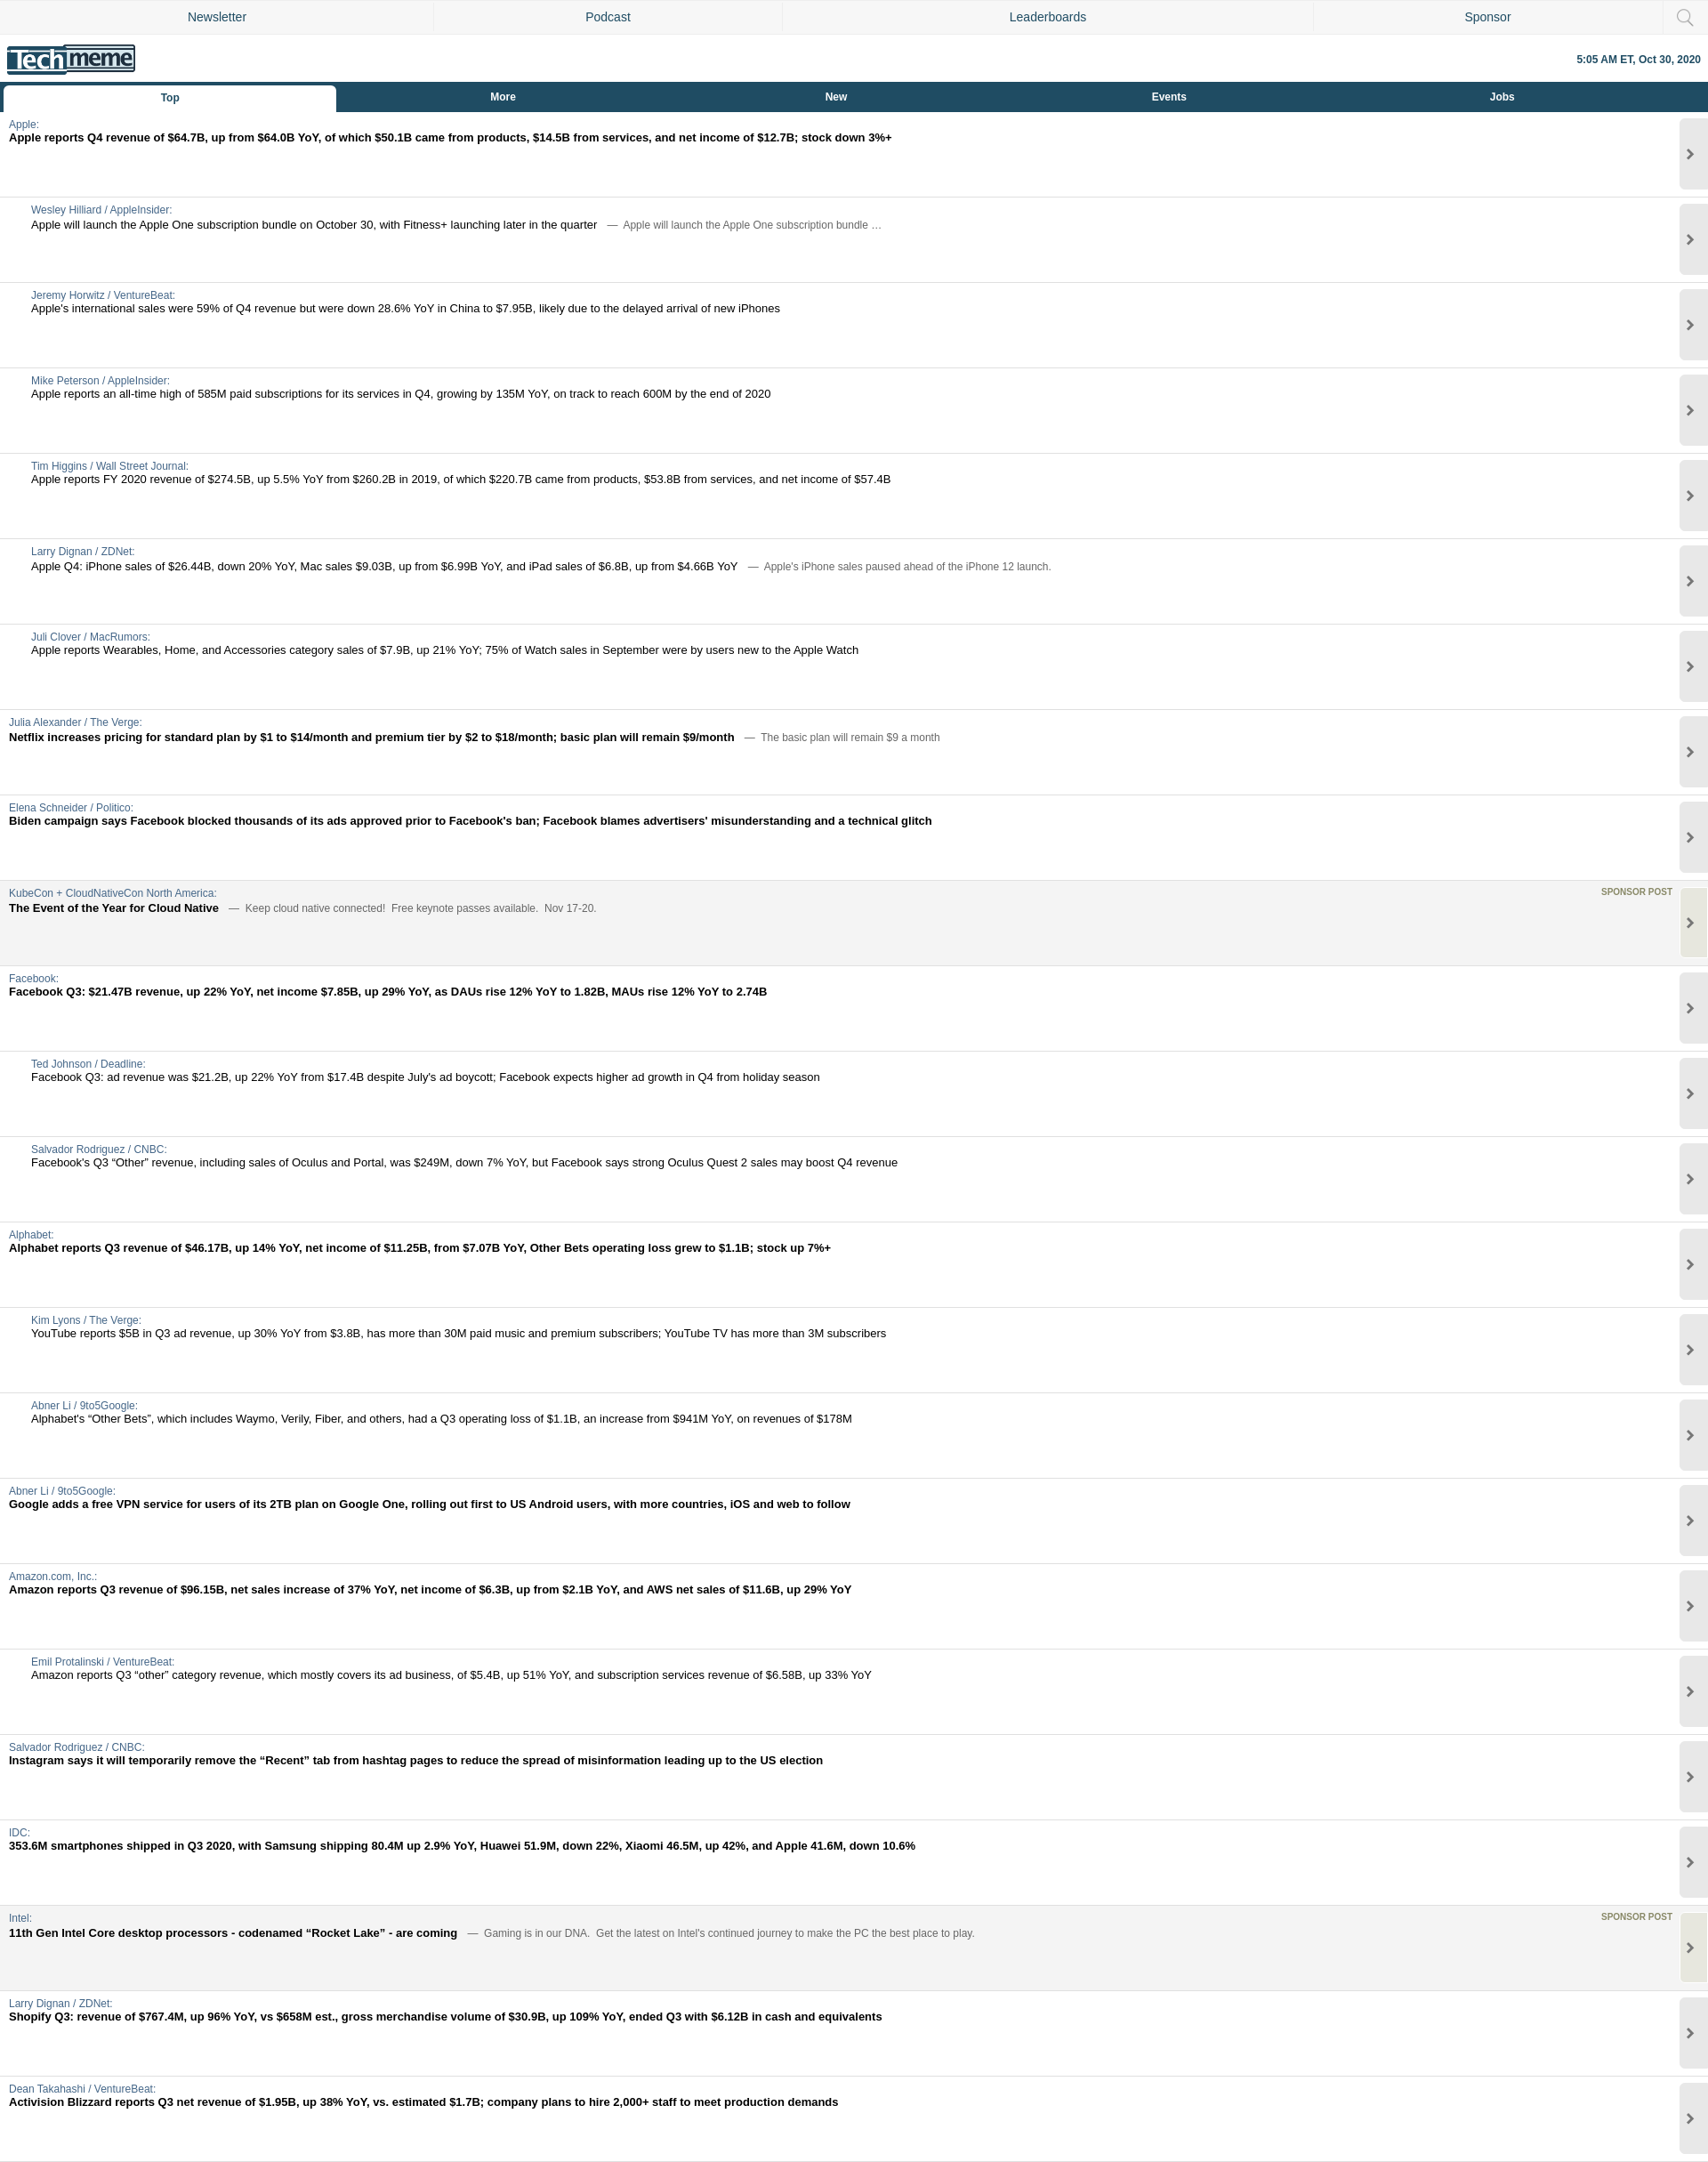 Newsletter Podcast Leaderboards Sponsor
Techmeme 5:05 AM ET, Oct 30, 2020
Top More New Events Jobs
Apple:
Apple reports Q4 revenue of $64.7B, up from $64.0B YoY, of which $50.1B came from products, $14.5B from services, and net income of $12.7B; stock down 3%+
Wesley Hilliard / AppleInsider:
Apple will launch the Apple One subscription bundle on October 30, with Fitness+ launching later in the quarter — Apple will launch the Apple One subscription bundle …
Jeremy Horwitz / VentureBeat:
Apple's international sales were 59% of Q4 revenue but were down 28.6% YoY in China to $7.95B, likely due to the delayed arrival of new iPhones
Mike Peterson / AppleInsider:
Apple reports an all-time high of 585M paid subscriptions for its services in Q4, growing by 135M YoY, on track to reach 600M by the end of 2020
Tim Higgins / Wall Street Journal:
Apple reports FY 2020 revenue of $274.5B, up 5.5% YoY from $260.2B in 2019, of which $220.7B came from products, $53.8B from services, and net income of $57.4B
Larry Dignan / ZDNet:
Apple Q4: iPhone sales of $26.44B, down 20% YoY, Mac sales $9.03B, up from $6.99B YoY, and iPad sales of $6.8B, up from $4.66B YoY — Apple's iPhone sales paused ahead of the iPhone 12 launch.
Juli Clover / MacRumors:
Apple reports Wearables, Home, and Accessories category sales of $7.9B, up 21% YoY; 75% of Watch sales in September were by users new to the Apple Watch
Julia Alexander / The Verge:
Netflix increases pricing for standard plan by $1 to $14/month and premium tier by $2 to $18/month; basic plan will remain $9/month — The basic plan will remain $9 a month
Elena Schneider / Politico:
Biden campaign says Facebook blocked thousands of its ads approved prior to Facebook's ban; Facebook blames advertisers' misunderstanding and a technical glitch
KubeCon + CloudNativeCon North America: SPONSOR POST
The Event of the Year for Cloud Native — Keep cloud native connected! Free keynote passes available. Nov 17-20.
Facebook:
Facebook Q3: $21.47B revenue, up 22% YoY, net income $7.85B, up 29% YoY, as DAUs rise 12% YoY to 1.82B, MAUs rise 12% YoY to 2.74B
Ted Johnson / Deadline:
Facebook Q3: ad revenue was $21.2B, up 22% YoY from $17.4B despite July's ad boycott; Facebook expects higher ad growth in Q4 from holiday season
Salvador Rodriguez / CNBC:
Facebook's Q3 “Other” revenue, including sales of Oculus and Portal, was $249M, down 7% YoY, but Facebook says strong Oculus Quest 2 sales may boost Q4 revenue
Alphabet:
Alphabet reports Q3 revenue of $46.17B, up 14% YoY, net income of $11.25B, from $7.07B YoY, Other Bets operating loss grew to $1.1B; stock up 7%+
Kim Lyons / The Verge:
YouTube reports $5B in Q3 ad revenue, up 30% YoY from $3.8B, has more than 30M paid music and premium subscribers; YouTube TV has more than 3M subscribers
Abner Li / 9to5Google:
Alphabet's “Other Bets”, which includes Waymo, Verily, Fiber, and others, had a Q3 operating loss of $1.1B, an increase from $941M YoY, on revenues of $178M
Abner Li / 9to5Google:
Google adds a free VPN service for users of its 2TB plan on Google One, rolling out first to US Android users, with more countries, iOS and web to follow
Amazon.com, Inc.:
Amazon reports Q3 revenue of $96.15B, net sales increase of 37% YoY, net income of $6.3B, up from $2.1B YoY, and AWS net sales of $11.6B, up 29% YoY
Emil Protalinski / VentureBeat:
Amazon reports Q3 “other” category revenue, which mostly covers its ad business, of $5.4B, up 51% YoY, and subscription services revenue of $6.58B, up 33% YoY
Salvador Rodriguez / CNBC:
Instagram says it will temporarily remove the “Recent” tab from hashtag pages to reduce the spread of misinformation leading up to the US election
IDC:
353.6M smartphones shipped in Q3 2020, with Samsung shipping 80.4M up 2.9% YoY, Huawei 51.9M, down 22%, Xiaomi 46.5M, up 42%, and Apple 41.6M, down 10.6%
Intel: SPONSOR POST
11th Gen Intel Core desktop processors - codenamed “Rocket Lake” - are coming — Gaming is in our DNA. Get the latest on Intel's continued journey to make the PC the best place to play.
Larry Dignan / ZDNet:
Shopify Q3: revenue of $767.4M, up 96% YoY, vs $658M est., gross merchandise volume of $30.9B, up 109% YoY, ended Q3 with $6.12B in cash and equivalents
Dean Takahashi / VentureBeat:
Activision Blizzard reports Q3 net revenue of $1.95B, up 38% YoY, vs. estimated $1.7B; company plans to hire 2,000+ staff to meet production demands